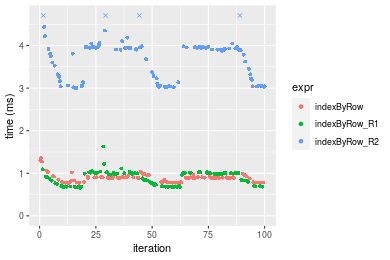 4
3
2
1
0
time (ms)
0
25
50
75
100
iteration
expr
indexByRow
indexByRow_R1
indexByRow_R2